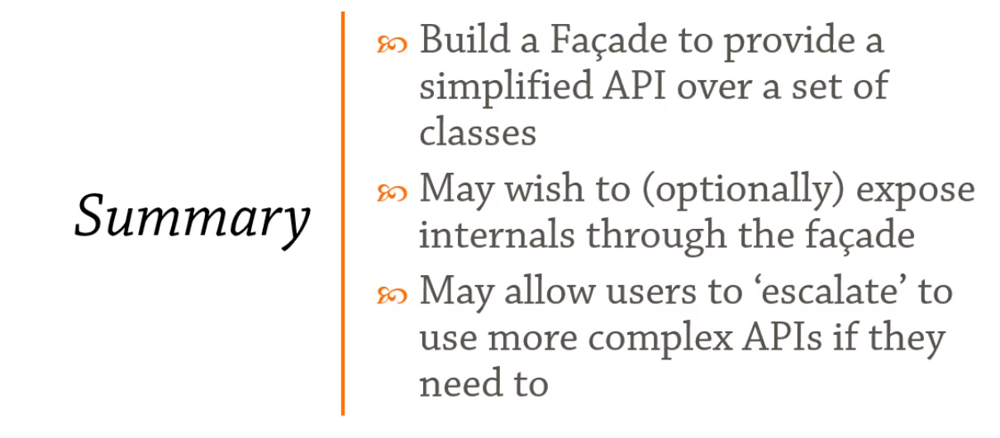 Summary
Build a Façade to provide a
simplified API over a set of
classes
May wish to (optionally) expose
internals through the façade
May allow users to ‘escalate’ to
use more complex APIs if they
need to